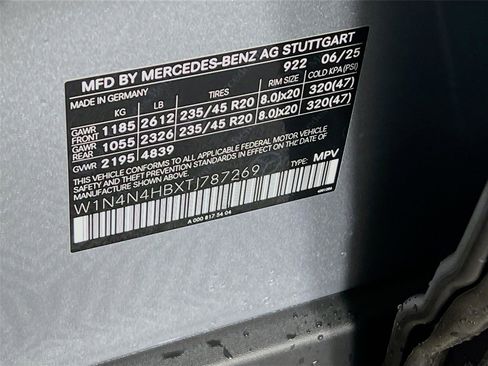 MFD BY MERCEDES-BENZ AG STUTTGART
922 06/25
MADE IN GERMANY
KG LB TIRES RIM SIZE COLD KPA(PSI)
GAWR FRONT 1185 2612 235/45 R20 8.0Jx20 320(47)
GAWR REAR 1055 2326 235/45 R20 8.0Jx20 320(47)
GVWR 2195 4839
THIS VEHICLE CONFORMS TO ALL APPLICABLE FEDERAL MOTOR VEHICLE
SAFETY, BUMPER, AND THEFT PREVENTION STANDARDS IN EFFECT
ON THE DATE OF MANUFACTURE SHOWN ABOVE.
W1N4N4HBXTJ787269 TYPE: MPV
A 000 817 54 04